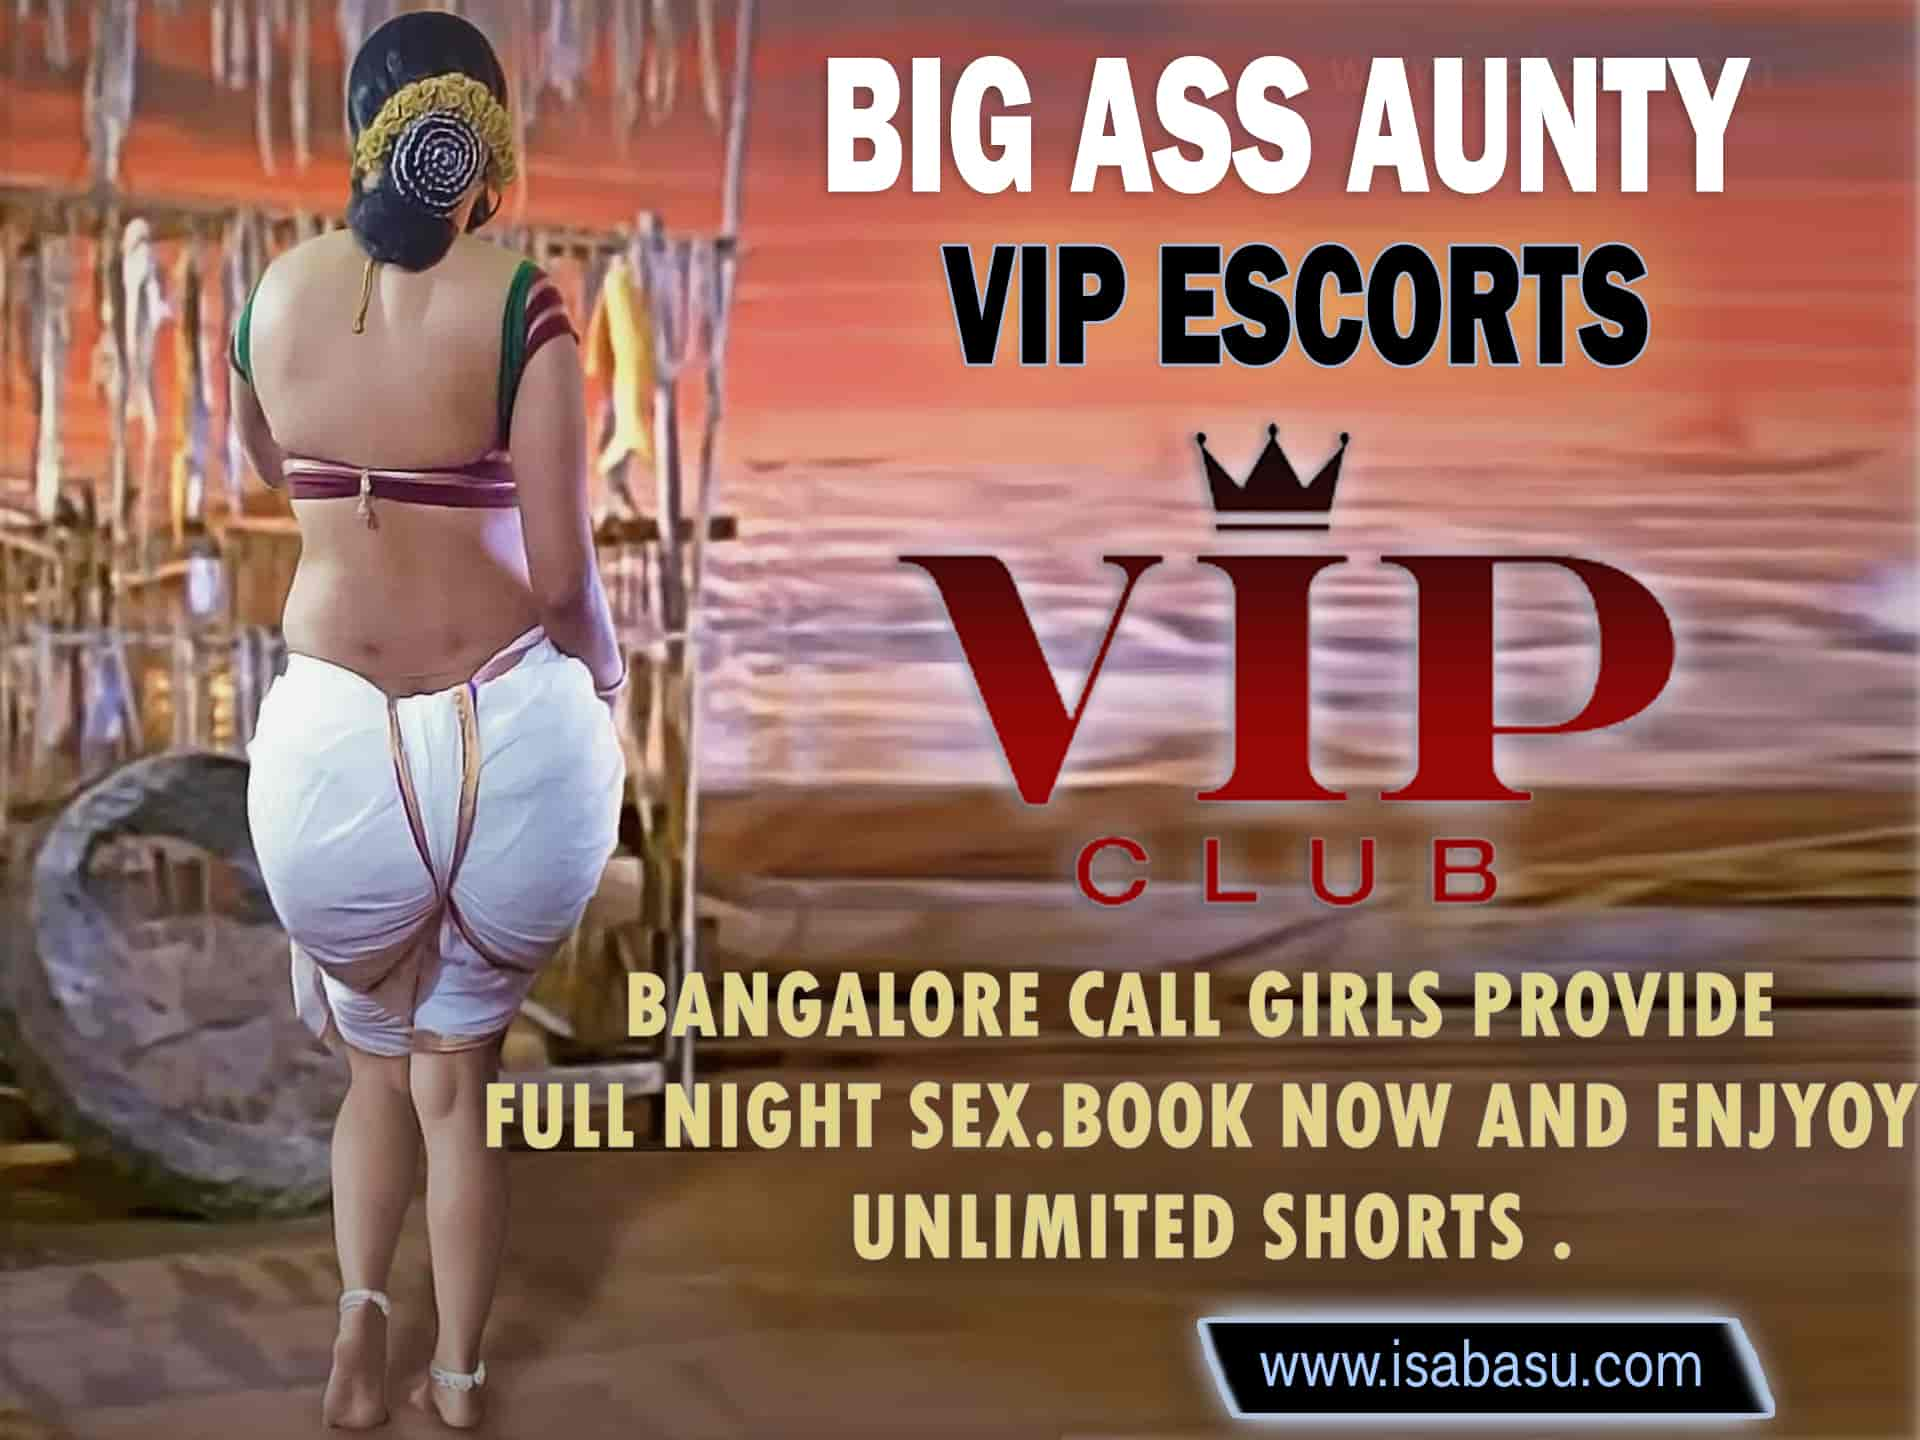 BIG ASS AUNTY
VIP ESCORTS
VIP
CLUB
BANGALORE CALL GIRLS PROVIDE
FULL NIGHT SEX.BOOK NOW AND ENJYOY
UNLIMITED SHORTS .
www.isabasu.com